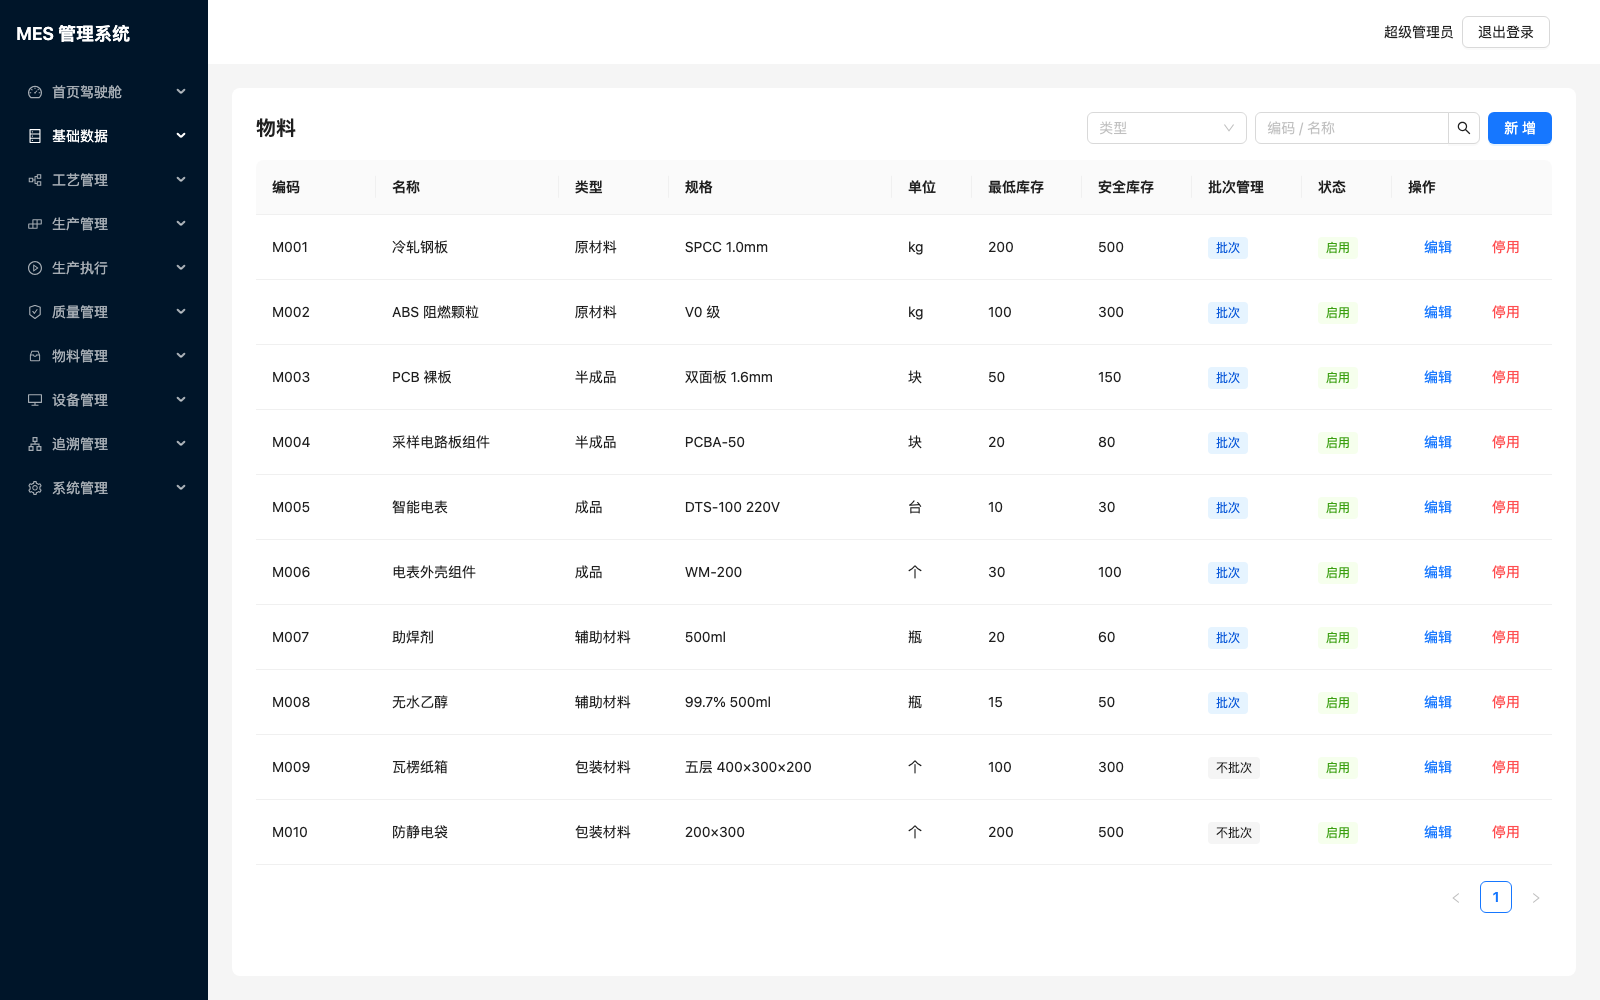 MES 管理系统
超级管理员 退出登录
首页驾驶舱
基础数据
工艺管理
生产管理
生产执行
质量管理
物料管理
设备管理
追溯管理
系统管理
物料 类型 编码 / 名称 新 增
编码 名称 类型 规格 单位 最低库存 安全库存 批次管理 状态 操作
M001 冷轧钢板 原材料 SPCC 1.0mm kg 200 500 批次 启用 编辑 停用
M002 ABS 阻燃颗粒 原材料 V0 级 kg 100 300 批次 启用 编辑 停用
M003 PCB 裸板 半成品 双面板 1.6mm 块 50 150 批次 启用 编辑 停用
M004 采样电路板组件 半成品 PCBA-50 块 20 80 批次 启用 编辑 停用
M005 智能电表 成品 DTS-100 220V 台 10 30 批次 启用 编辑 停用
M006 电表外壳组件 成品 WM-200 个 30 100 批次 启用 编辑 停用
M007 助焊剂 辅助材料 500ml 瓶 20 60 批次 启用 编辑 停用
M008 无水乙醇 辅助材料 99.7% 500ml 瓶 15 50 批次 启用 编辑 停用
M009 瓦楞纸箱 包装材料 五层 400×300×200 个 100 300 不批次 启用 编辑 停用
M010 防静电袋 包装材料 200×300 个 200 500 不批次 启用 编辑 停用
1